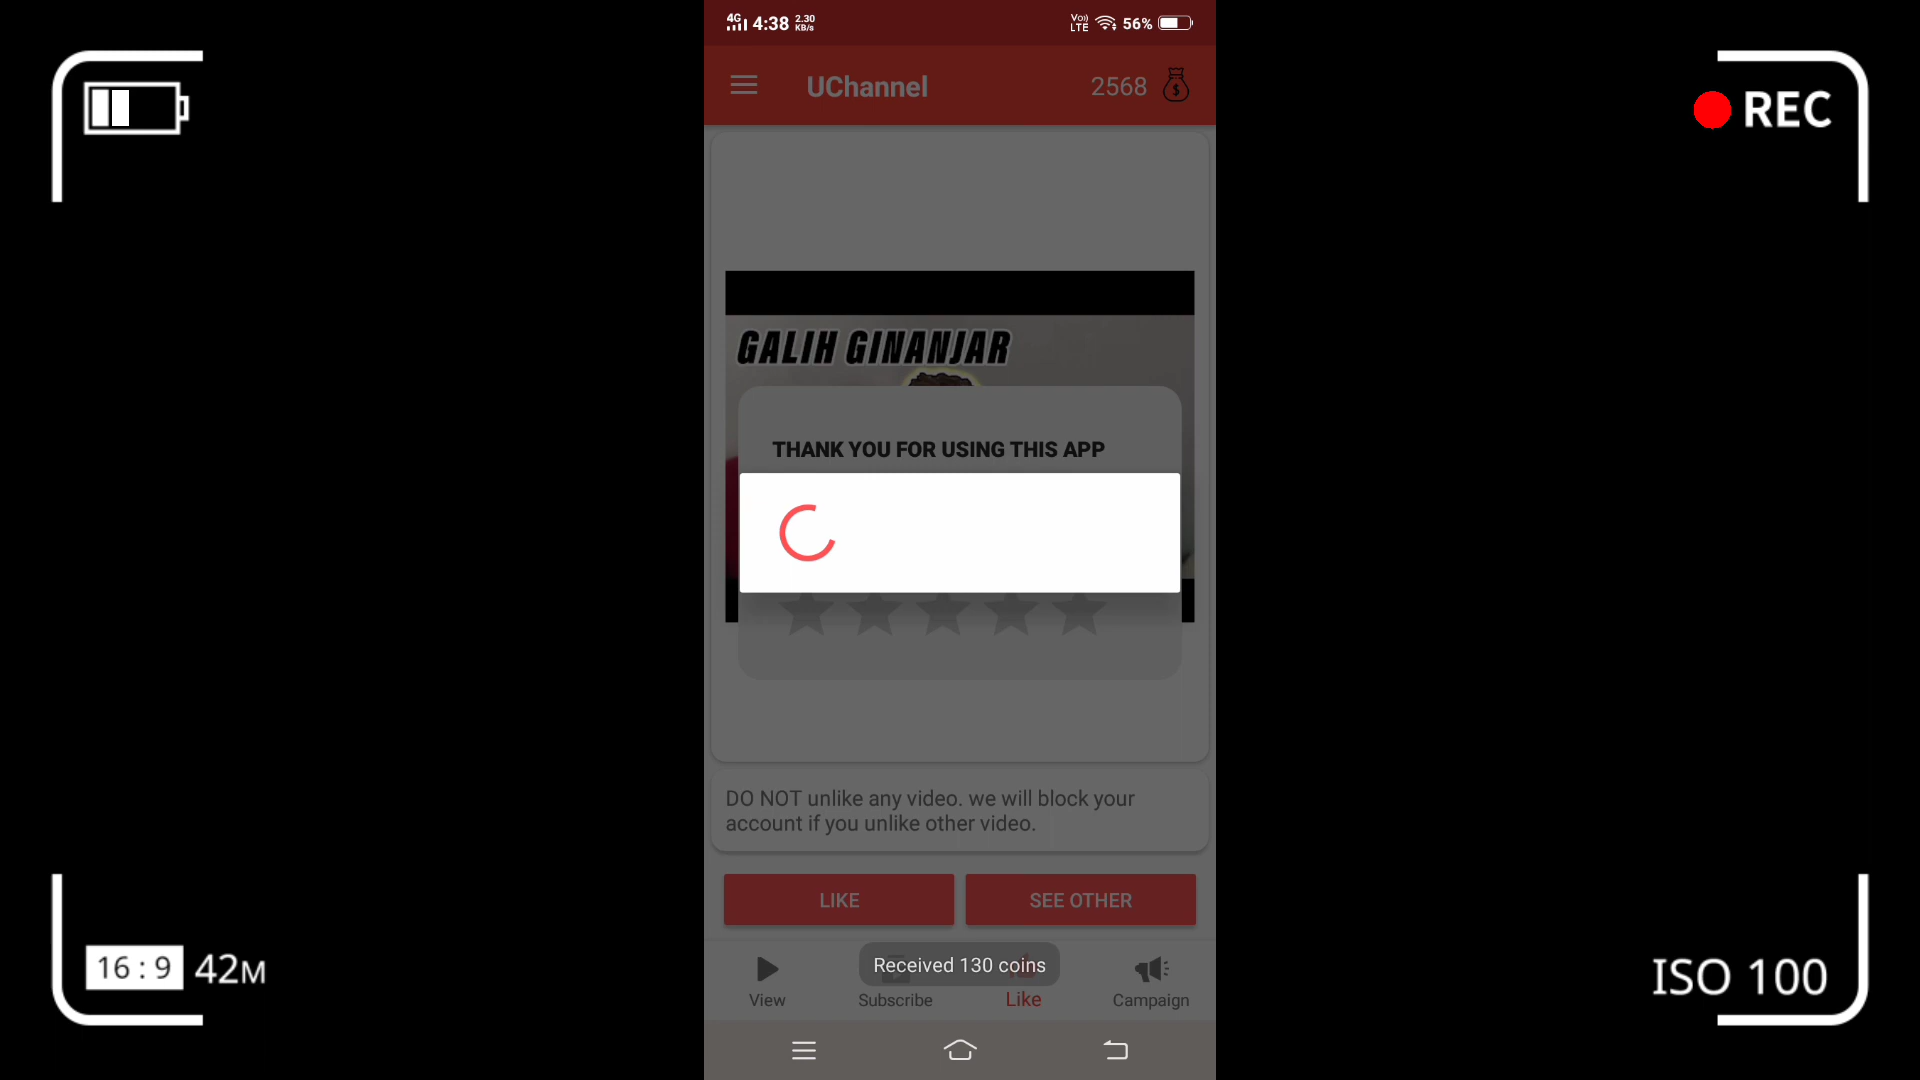 4G 4:38 2.30 KB/s VoLTE 56%
REC
UChannel 2568
GALIH GINANJAR
THANK YOU FOR USING THIS APP
DO NOT unlike any video. we will block your
account if you unlike other video.
LIKE SEE OTHER
Received 130 coins
View Subscribe Like Campaign
16:9 42M
ISO 100